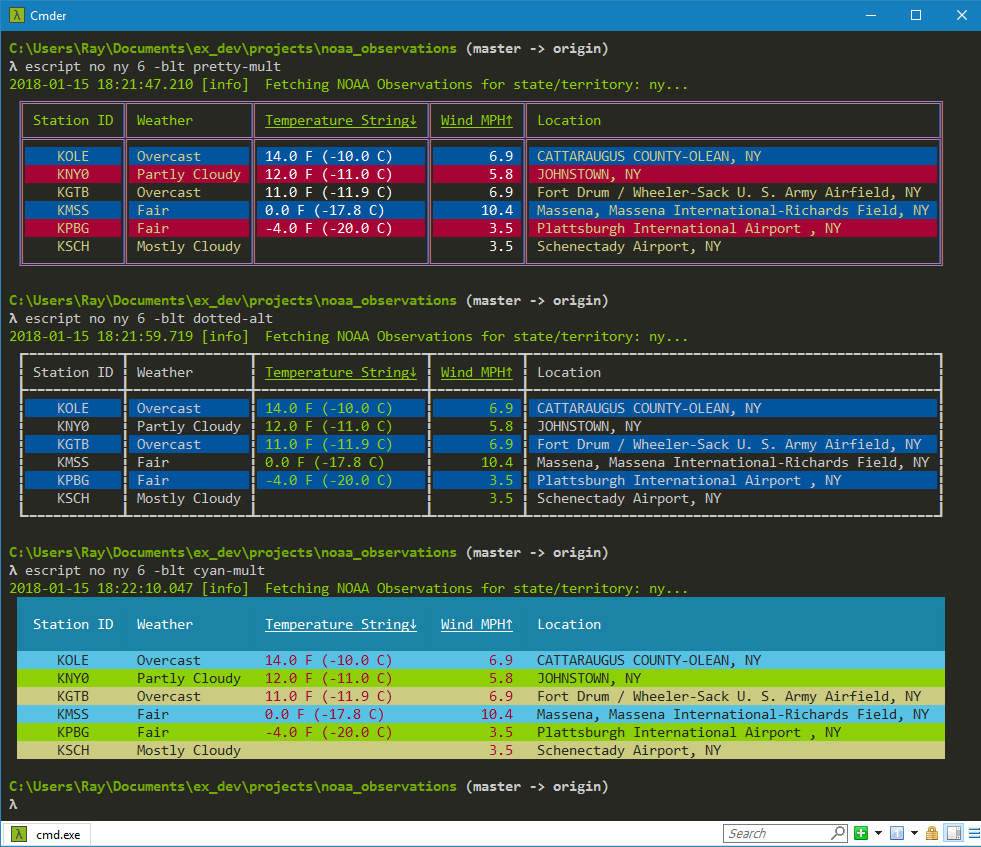 λ Cmder
C:\Users\Ray\Documents\ex_dev\projects\noaa_observations (master -> origin)
λ escript no ny 6 -blt pretty-mult
2018-01-15 18:21:47.210 [info]  Fetching NOAA Observations for state/territory: ny...
Station ID Weather Temperature String↓ Wind MPH↑ Location
KOLE Overcast 14.0 F (-10.0 C) 6.9 CATTARAUGUS COUNTY-OLEAN, NY
KNY0 Partly Cloudy 12.0 F (-11.0 C) 5.8 JOHNSTOWN, NY
KGTB Overcast 11.0 F (-11.9 C) 6.9 Fort Drum / Wheeler-Sack U. S. Army Airfield, NY
KMSS Fair 0.0 F (-17.8 C) 10.4 Massena, Massena International-Richards Field, NY
KPBG Fair -4.0 F (-20.0 C) 3.5 Plattsburgh International Airport , NY
KSCH Mostly Cloudy 3.5 Schenectady Airport, NY
C:\Users\Ray\Documents\ex_dev\projects\noaa_observations (master -> origin)
λ escript no ny 6 -blt dotted-alt
2018-01-15 18:21:59.719 [info]  Fetching NOAA Observations for state/territory: ny...
Station ID Weather Temperature String↓ Wind MPH↑ Location
KOLE Overcast 14.0 F (-10.0 C) 6.9 CATTARAUGUS COUNTY-OLEAN, NY
KNY0 Partly Cloudy 12.0 F (-11.0 C) 5.8 JOHNSTOWN, NY
KGTB Overcast 11.0 F (-11.9 C) 6.9 Fort Drum / Wheeler-Sack U. S. Army Airfield, NY
KMSS Fair 0.0 F (-17.8 C) 10.4 Massena, Massena International-Richards Field, NY
KPBG Fair -4.0 F (-20.0 C) 3.5 Plattsburgh International Airport , NY
KSCH Mostly Cloudy 3.5 Schenectady Airport, NY
C:\Users\Ray\Documents\ex_dev\projects\noaa_observations (master -> origin)
λ escript no ny 6 -blt cyan-mult
2018-01-15 18:22:10.047 [info]  Fetching NOAA Observations for state/territory: ny...
Station ID Weather Temperature String↓ Wind MPH↑ Location
KOLE Overcast 14.0 F (-10.0 C) 6.9 CATTARAUGUS COUNTY-OLEAN, NY
KNY0 Partly Cloudy 12.0 F (-11.0 C) 5.8 JOHNSTOWN, NY
KGTB Overcast 11.0 F (-11.9 C) 6.9 Fort Drum / Wheeler-Sack U. S. Army Airfield, NY
KMSS Fair 0.0 F (-17.8 C) 10.4 Massena, Massena International-Richards Field, NY
KPBG Fair -4.0 F (-20.0 C) 3.5 Plattsburgh International Airport , NY
KSCH Mostly Cloudy 3.5 Schenectady Airport, NY
C:\Users\Ray\Documents\ex_dev\projects\noaa_observations (master -> origin)
λ
λ cmd.exe Search